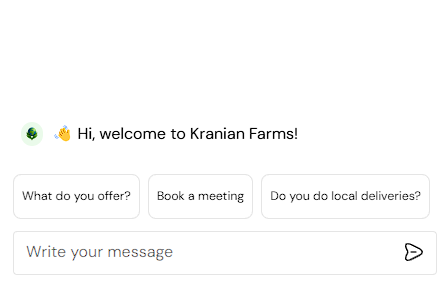 👋 Hi, welcome to Kranian Farms!
What do you offer?
Book a meeting
Do you do local deliveries?
Write your message